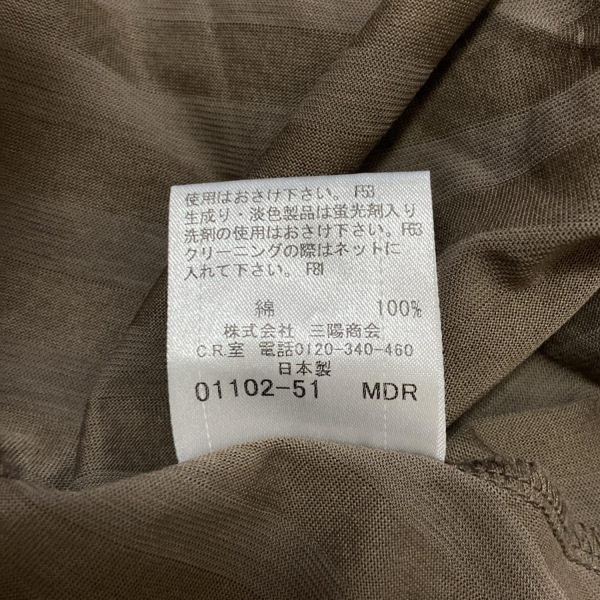 使用はおさけ下さい。F53
生成り・淡色製品は蛍光剤入り
洗剤の使用はおさけ下さい。F63
クリーニングの際はネットに
入れて下さい。F81
綿 100%
株式会社 三陽商会
C.R.室 電話0120-340-460
日本製
01102-51 MDR